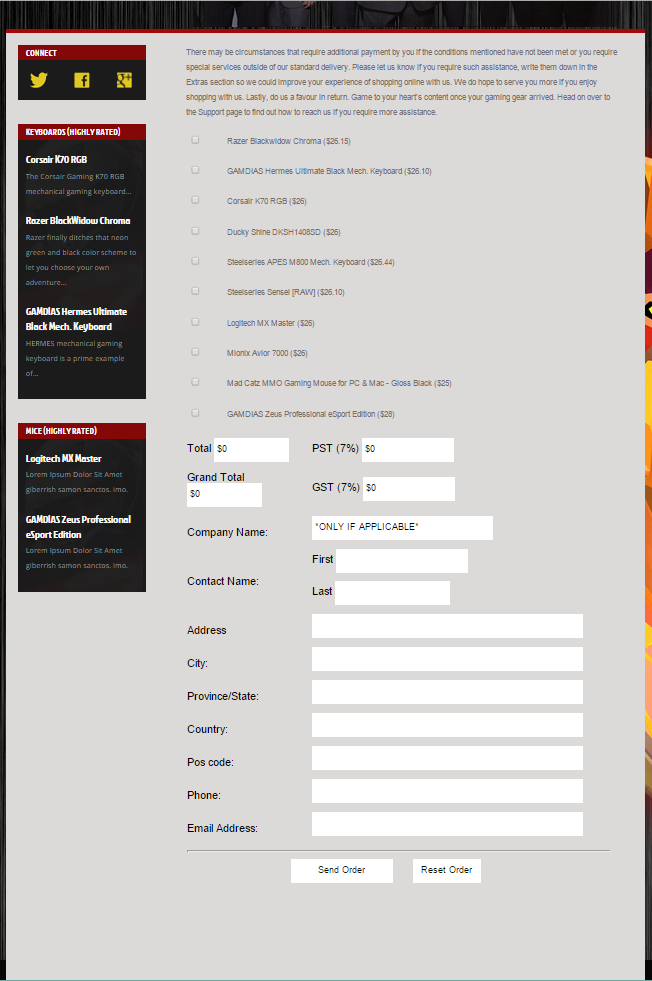 CONNECT
KEYBOARDS (HIGHLY RATED)
Corsair K70 RGB
The Corsair Gaming K70 RGB
mechanical gaming keyboard...
Razer BlackWidow Chroma
Razer finally ditches that neon
green and black color scheme to
let you choose your own
adventure...
GAMDIAS Hermes Ultimate
Black Mech. Keyboard
HERMES mechanical gaming
keyboard is a prime example
of...
MICE (HIGHLY RATED)
Logitech MX Master
Lorem Ipsum Dolor Sit Amet
giberrish samon sanctos. imo.
GAMDIAS Zeus Professional
eSport Edition
Lorem Ipsum Dolor Sit Amet
giberrish samon sanctos. imo.
There may be circumstances that require additional payment by you if the conditions mentioned have not been met or you require
special services outside of our standard delivery. Please let us know if you require such assistance, write them down in the
Extras section so we could improve your experience of shopping online with us. We do hope to serve you more if you enjoy
shopping with us. Lastly, do us a favour in return. Game to your heart's content once your gaming gear arrived. Head on over to
the Support page to find out how to reach us if you require more assistance.
Razer Blackwidow Chroma ($26.15)
GAMDIAS Hermes Ultimate Black Mech. Keyboard ($26.10)
Corsair K70 RGB ($26)
Ducky Shine DKSH1408SD ($26)
Steelseries APES M800 Mech. Keyboard ($26.44)
Steelseries Sensei [RAW] ($26.10)
Logitech MX Master ($26)
Mionix Avior 7000 ($26)
Mad Catz MMO Gaming Mouse for PC & Mac - Gloss Black ($25)
GAMDIAS Zeus Professional eSport Edition ($28)
Total $0 PST (7%) $0
Grand Total
$0 GST (7%) $0
Company Name: *ONLY IF APPLICABLE*
First
Contact Name:
Last
Address
City:
Province/State:
Country:
Pos code:
Phone:
Email Address:
Send Order Reset Order